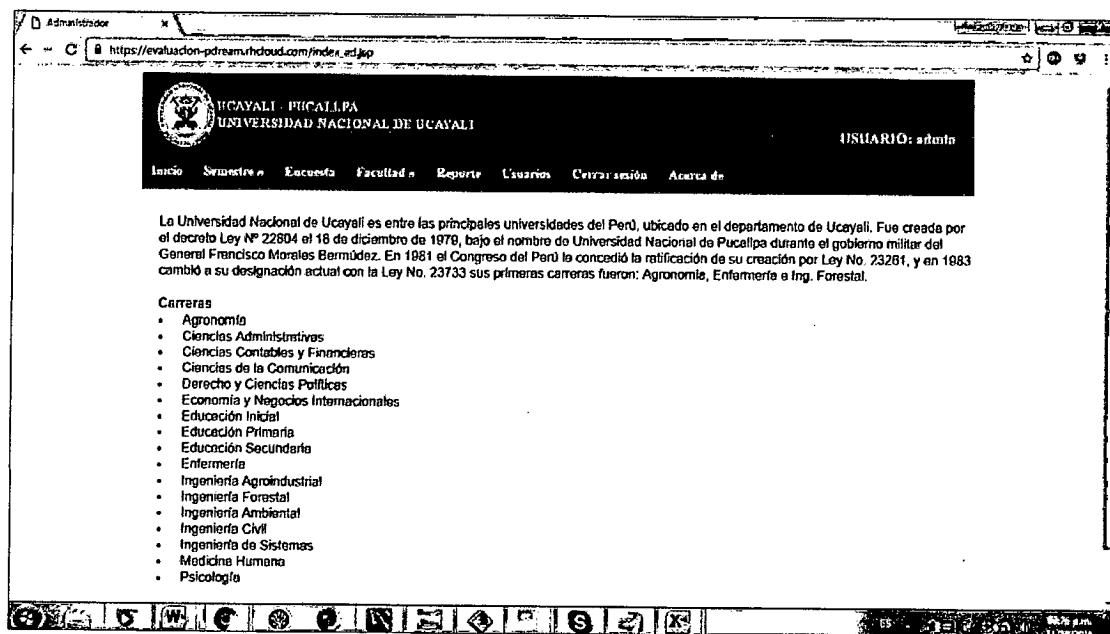 Administrador
https://evaluacion-pdream.rhcloud.com/index_ad.jsp
UCAYALI - PUCALLPA
UNIVERSIDAD NACIONAL DE UCAYALI
USUARIO: admin
Inicio Semestre Encuesta Facultad Reporte Usuarios Cerrar sesión Acerca de
La Universidad Nacional de Ucayali es entre las principales universidades del Perú, ubicado en el departamento de Ucayali. Fue creada por
el decreto Ley Nº 22804 el 18 de diciembre de 1979, bajo el nombre de Universidad Nacional de Pucallpa durante el gobierno militar del
General Francisco Morales Bermúdez. En 1981 el Congreso del Perú le concedió la ratificación de su creación por Ley No. 23261, y en 1983
cambió a su designación actual con la Ley No. 23733 sus primeras carreras fueron: Agronomía, Enfermería e Ing. Forestal.
Carreras
• Agronomía
• Ciencias Administrativas
• Ciencias Contables y Financieras
• Ciencias de la Comunicación
• Derecho y Ciencias Políticas
• Economía y Negocios Internacionales
• Educación Inicial
• Educación Primaria
• Educación Secundaria
• Enfermería
• Ingeniería Agroindustrial
• Ingeniería Forestal
• Ingeniería Ambiental
• Ingeniería Civil
• Ingeniería de Sistemas
• Medicina Humana
• Psicología